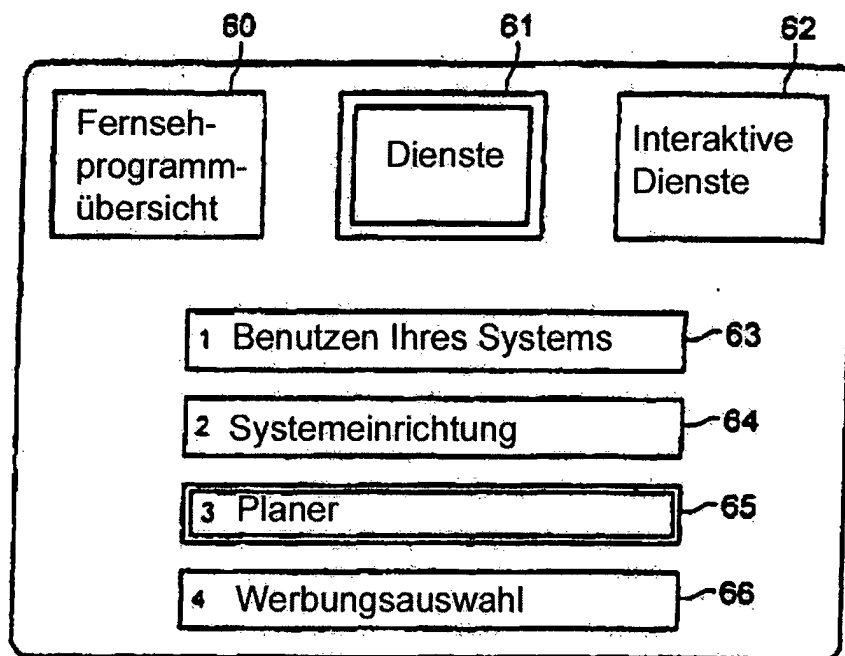 60 61 62
Fernseh-
programm-
übersicht
Dienste
Interaktive
Dienste
1 Benutzen Ihres Systems 63
2 Systemeinrichtung 64
3 Planer 65
4 Werbungsauswahl 66